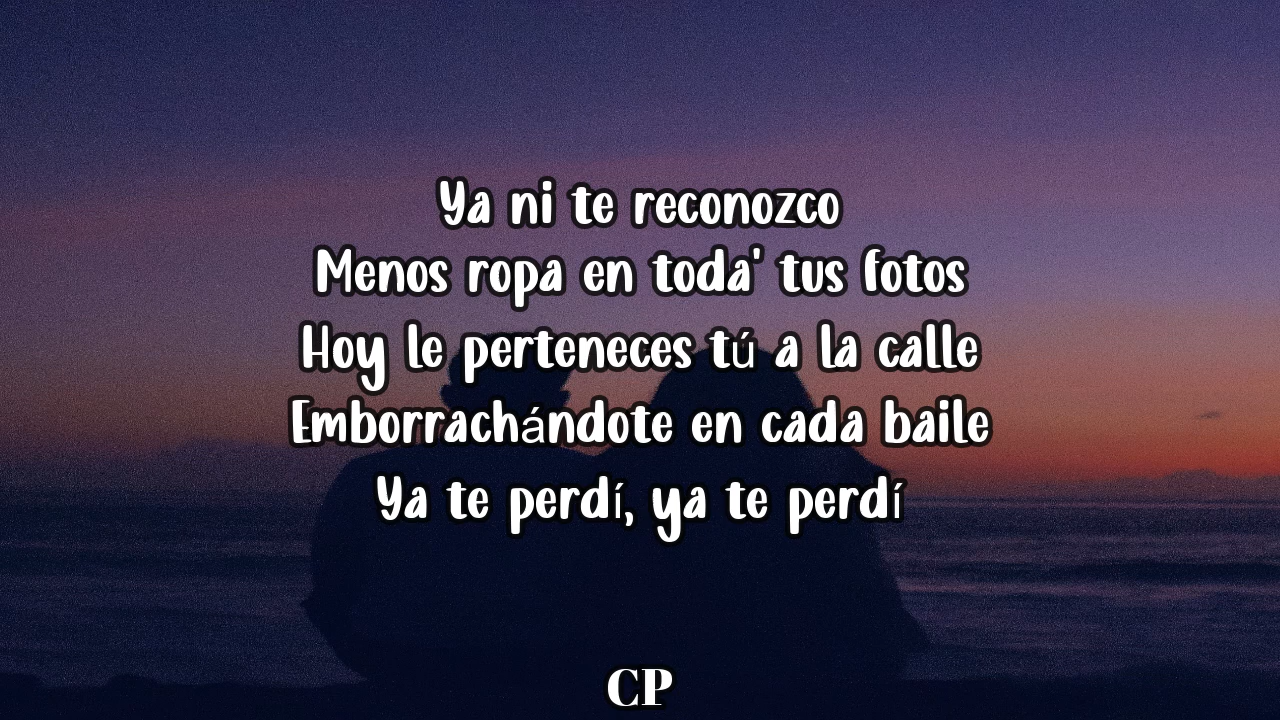 Ya ni te reconozco
Menos ropa en toda' tus fotos
Hoy le perteneces tú a la calle
Emborrachándote en cada baile
Ya te perdí, ya te perdí
CP